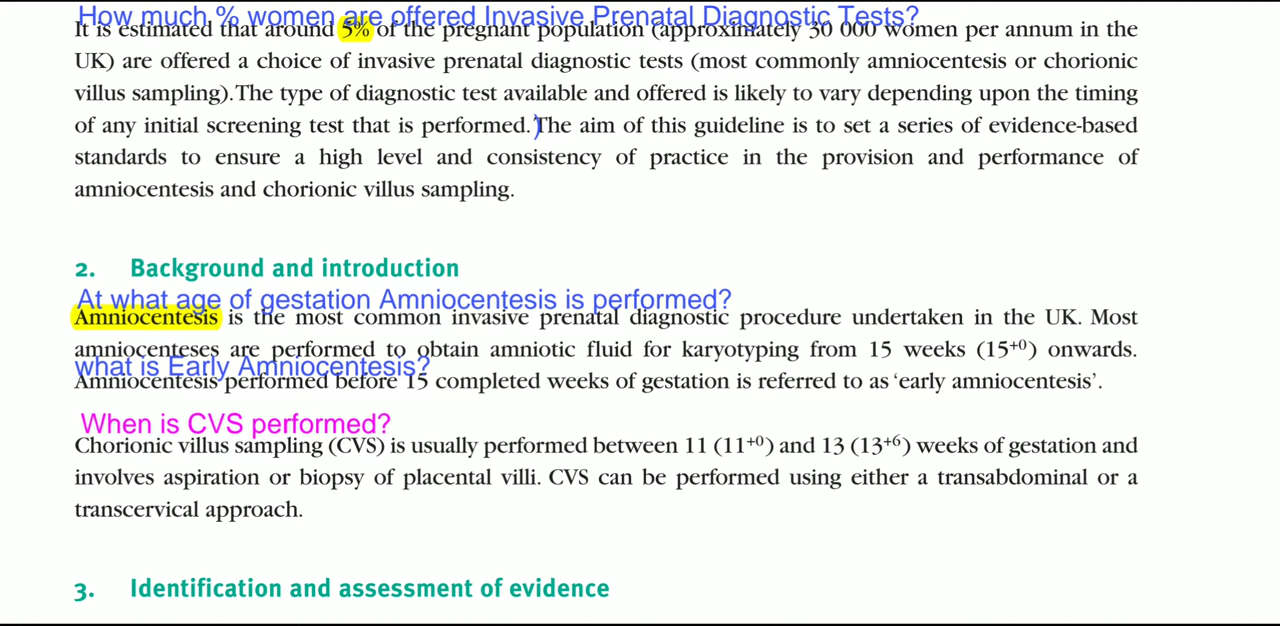 How much % women are offered Invasive Prenatal Diagnostic Tests?
It is estimated that around 5% of the pregnant population (approximately 30 000 women per annum in the
UK) are offered a choice of invasive prenatal diagnostic tests (most commonly amniocentesis or chorionic
villus sampling). The type of diagnostic test available and offered is likely to vary depending upon the timing
of any initial screening test that is performed. The aim of this guideline is to set a series of evidence-based
standards to ensure a high level and consistency of practice in the provision and performance of
amniocentesis and chorionic villus sampling.
2. Background and introduction
At what age of gestation Amniocentesis is performed?
Amniocentesis is the most common invasive prenatal diagnostic procedure undertaken in the UK. Most
amniocenteses are performed to obtain amniotic fluid for karyotyping from 15 weeks (15⁺⁰) onwards.
what is Early Amniocentesis?
Amniocentesis performed before 15 completed weeks of gestation is referred to as ‘early amniocentesis’.
When is CVS performed?
Chorionic villus sampling (CVS) is usually performed between 11 (11⁺⁰) and 13 (13⁺⁶) weeks of gestation and
involves aspiration or biopsy of placental villi. CVS can be performed using either a transabdominal or a
transcervical approach.
3. Identification and assessment of evidence